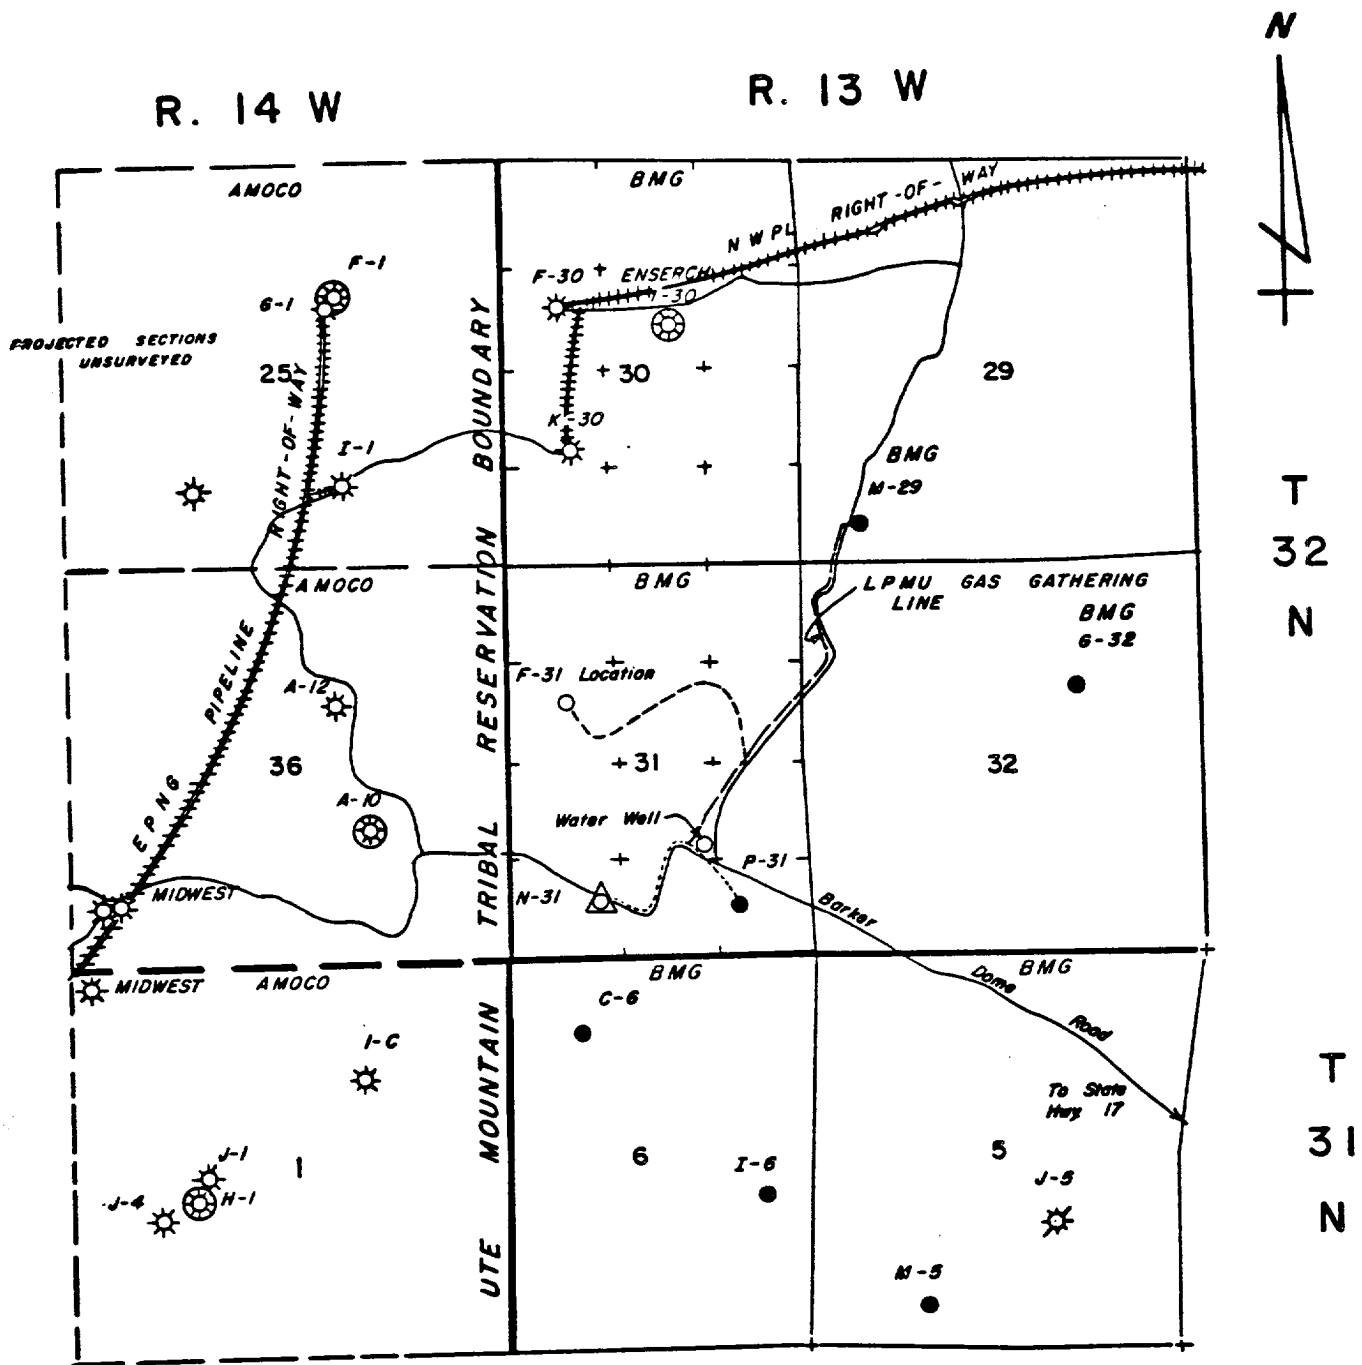 N
R. 14 W
R. 13 W
AMOCO
BMG
NWPL RIGHT-OF-WAY
F-1
F-30
ENSERCH
1-30
G-1
PROJECTED SECTIONS
UNSURVEYED
25
30
29
RIGHT-OF-WAY
K-30
I-1
BMG
M-29
T
32
N
AMOCO
BMG
LPMU GAS GATHERING
LINE
BMG
G-32
F-31 Location
A-12
EPNG PIPELINE
36
31
32
A-10
Water Well
P-31
MIDWEST
N-31
Barker Dome Road
UTE MOUNTAIN TRIBAL RESERVATION BOUNDARY
MIDWEST
AMOCO
BMG
BMG
C-6
I-C
To State
Hwy. 17
T
31
N
J-1
1
6
I-6
5
J-5
J-4
H-1
M-5